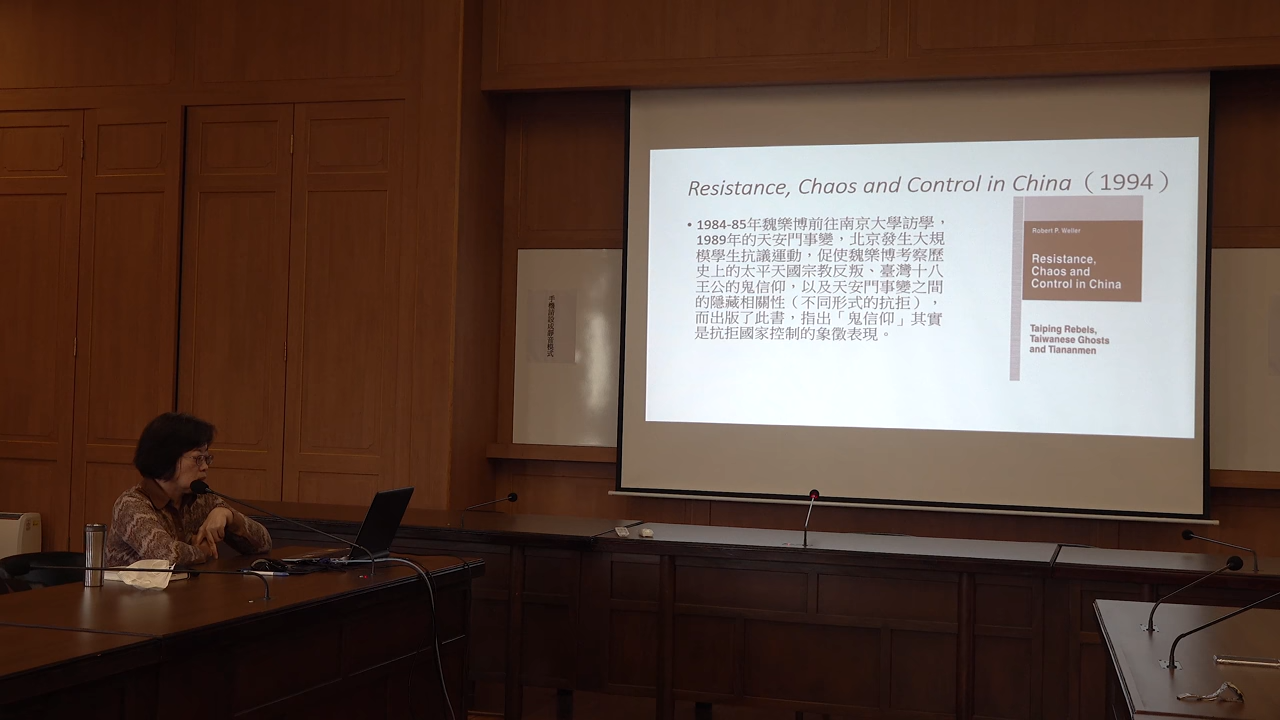 Resistance, Chaos and Control in China（1994）
• 1984-85年魏樂博前往南京大學訪學，
1989年的天安門事變，北京發生大規
模學生抗議運動，促使魏樂博考察歷
史上的太平天國宗教反叛、臺灣十八
王公的鬼信仰，以及天安門事變之間
的隱藏相關性（不同形式的抗拒），
而出版了此書，指出「鬼信仰」其實
是抗拒國家控制的象徵表現。
Robert P. Weller
Resistance,
Chaos and
Control in China
Taiping Rebels,
Taiwanese Ghosts
and Tiananmen